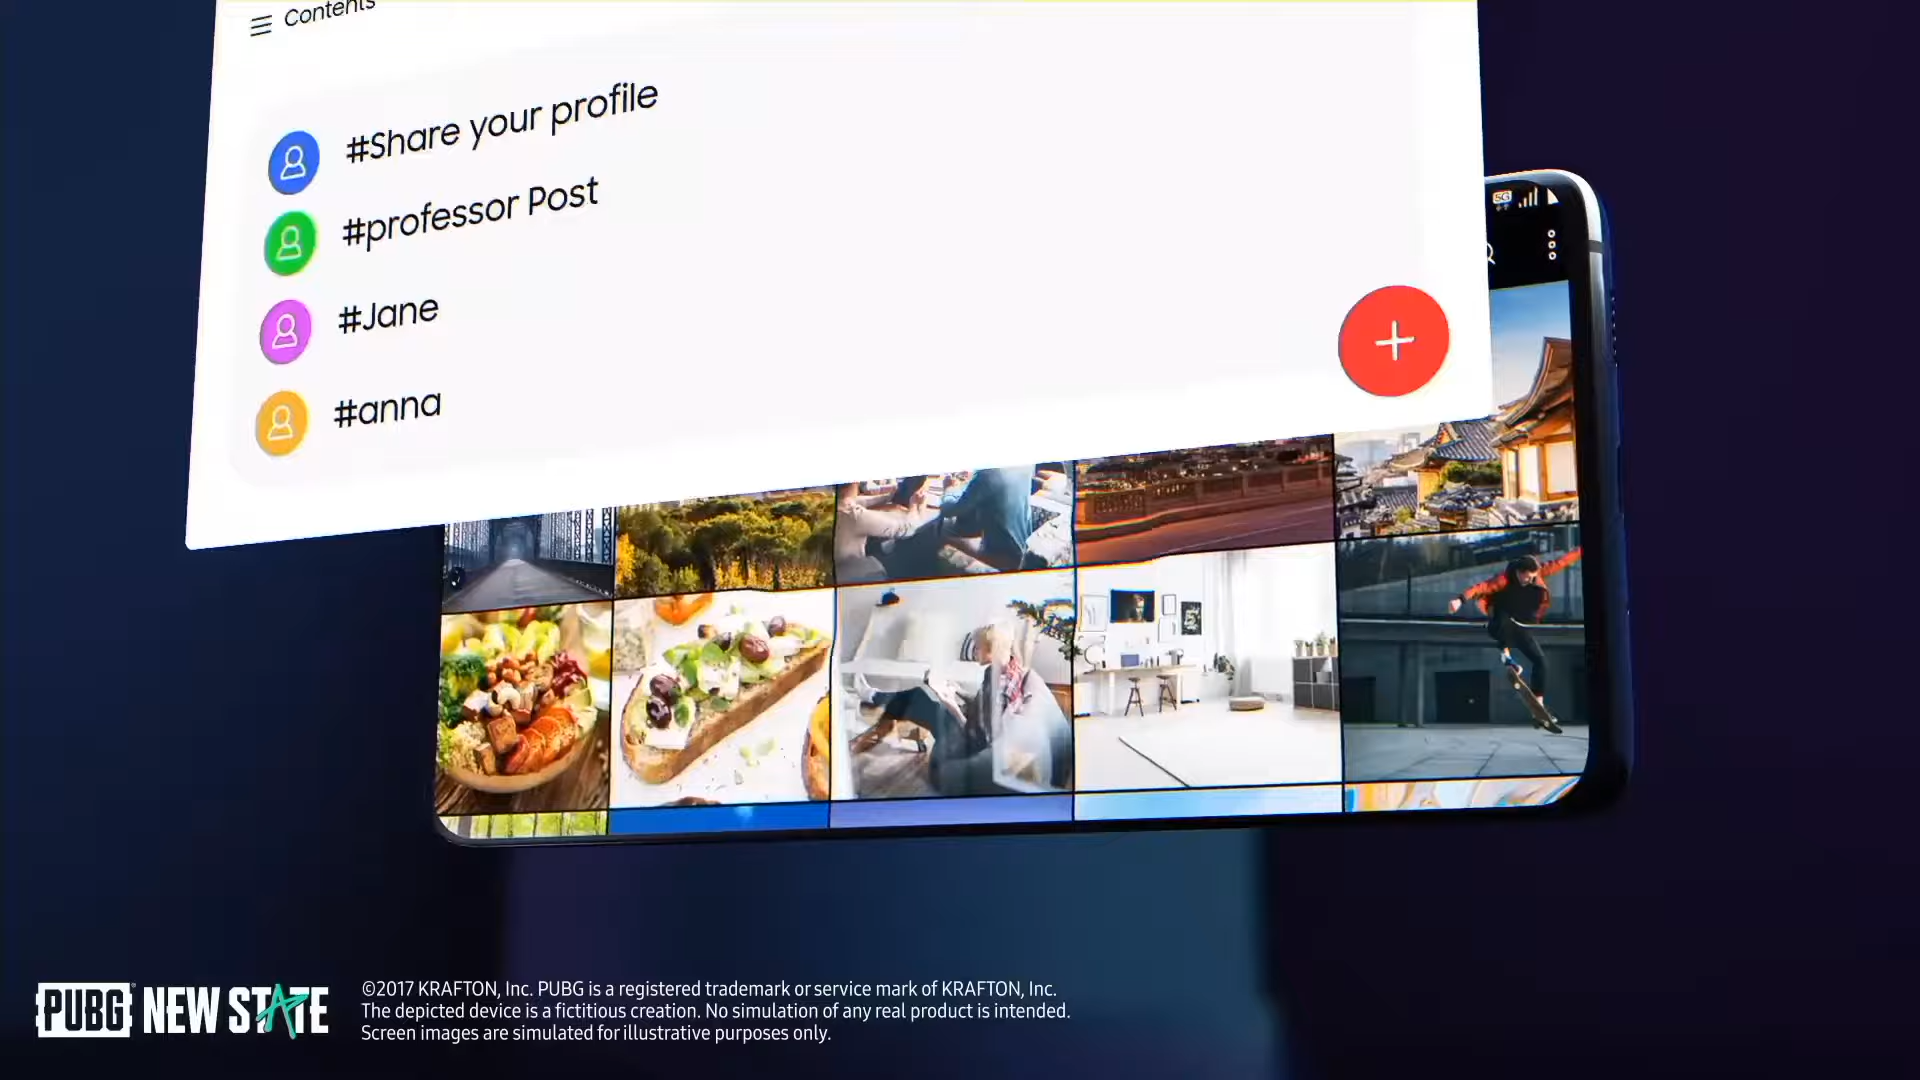 Contents
#Share your profile
#professor Post
#Jane
#anna
5G
PUBG NEW STATE
©2017 KRAFTON, Inc. PUBG is a registered trademark or service mark of KRAFTON, Inc.
The depicted device is a fictitious creation. No simulation of any real product is intended.
Screen images are simulated for illustrative purposes only.